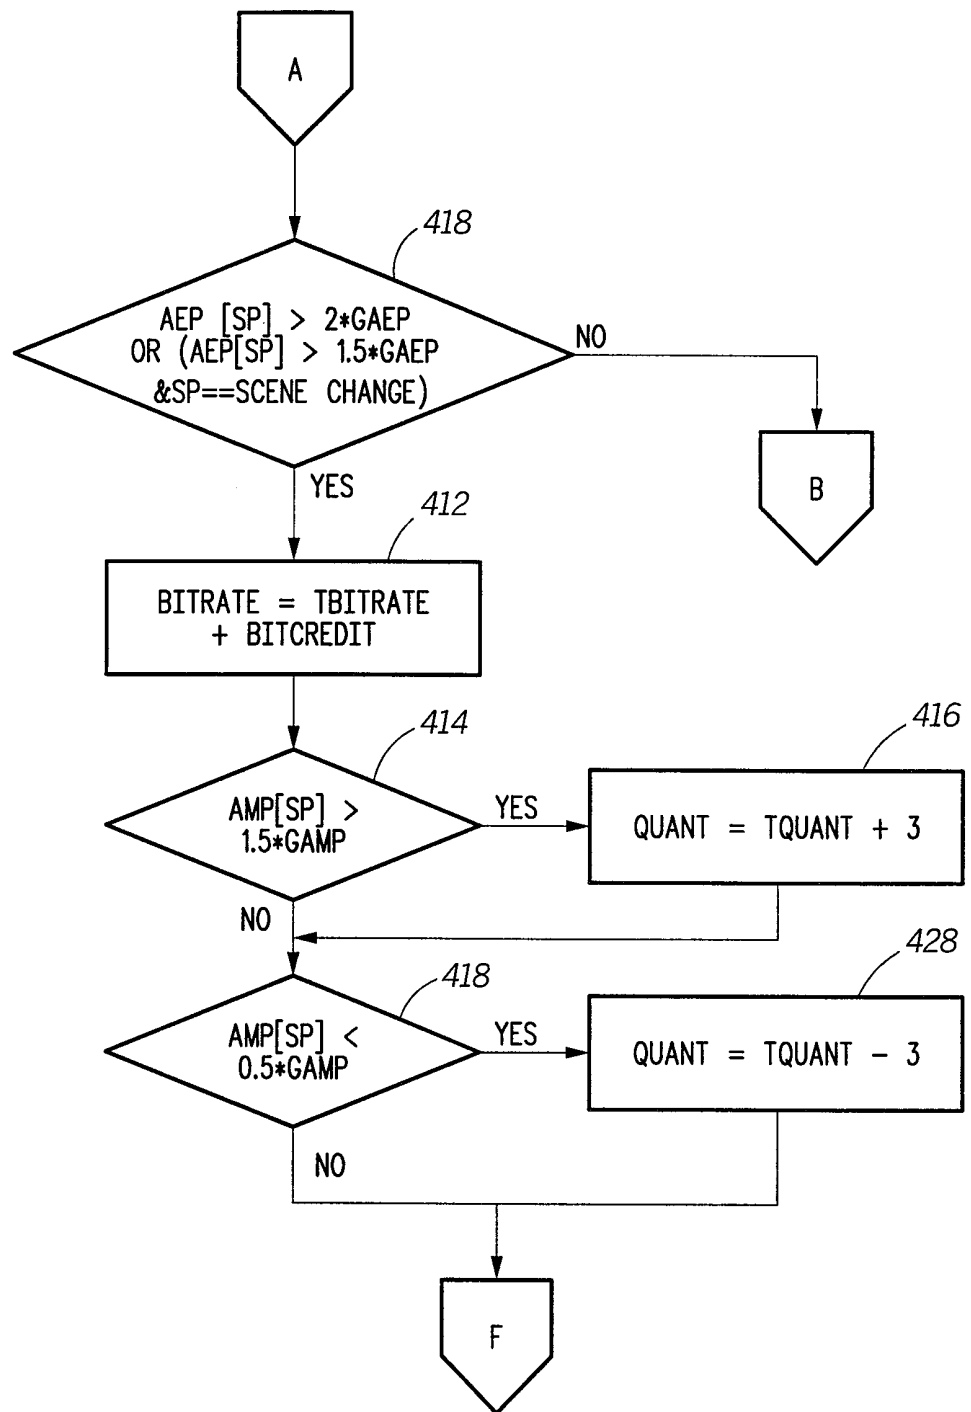 A
418
AEP [SP] > 2*GAEP
OR (AEP[SP] > 1.5*GAEP
&SP==SCENE CHANGE)
NO
B
YES
412
BITRATE = TBITRATE
+ BITCREDIT
414
AMP[SP] >
1.5*GAMP
YES
416
QUANT = TQUANT + 3
NO
418
AMP[SP] <
0.5*GAMP
YES
428
QUANT = TQUANT - 3
NO
F